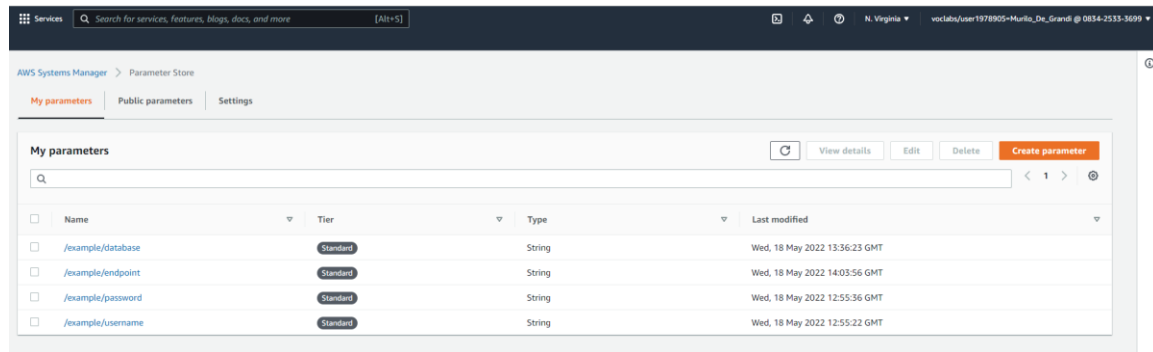 Services Search for services, features, blogs, docs, and more [Alt+S] N. Virginia ▼ voclabs/user1978905=Murilo_De_Grandi @ 0834-2533-3699 ▼
AWS Systems Manager > Parameter Store
My parameters Public parameters Settings
My parameters View details Edit Delete Create parameter
< 1 >
Name Tier Type Last modified
/example/database Standard String Wed, 18 May 2022 13:36:23 GMT
/example/endpoint Standard String Wed, 18 May 2022 14:03:56 GMT
/example/password Standard String Wed, 18 May 2022 12:55:36 GMT
/example/username Standard String Wed, 18 May 2022 12:55:22 GMT